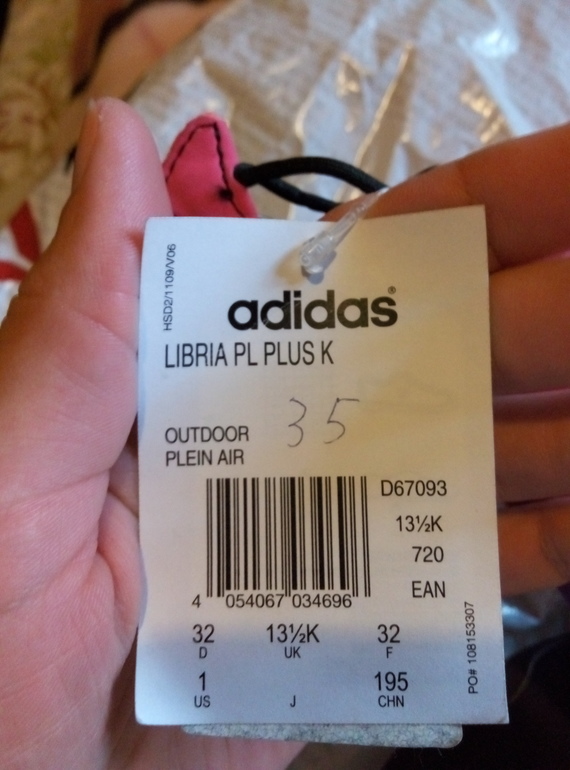 HSD2/1109/V06
adidas®
LIBRIA PL PLUS K
35
OUTDOOR
PLEIN AIR
D67093
13½K
720
EAN
4 054067 034696
32 13½K 32
D UK F
1 195
US J CHN
PO# 108153307